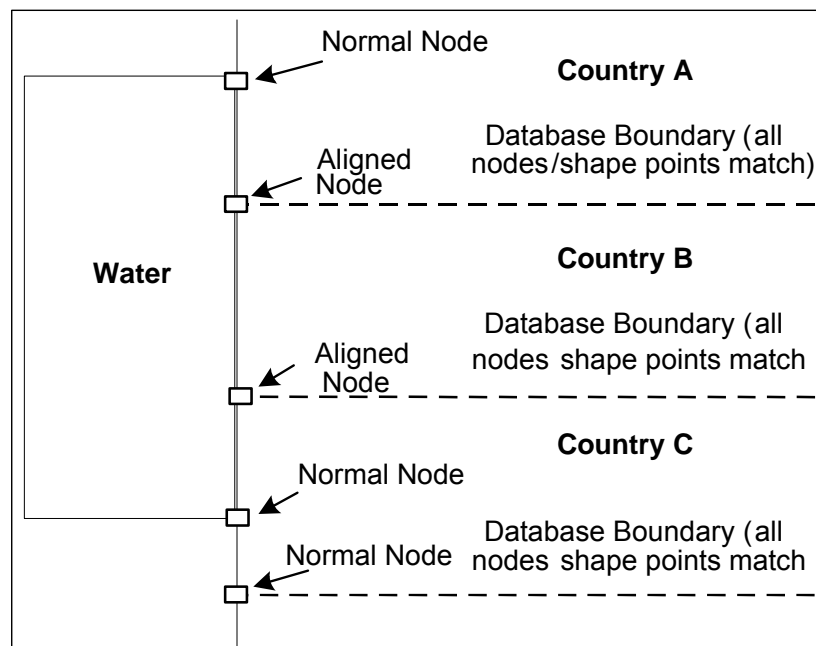 Normal Node
Country A
Database Boundary (all
nodes/shape points match)
Aligned
Node
Water
Country B
Database Boundary (all
nodes shape points match
Aligned
Node
Country C
Normal Node
Database Boundary (all
nodes shape points match
Normal Node